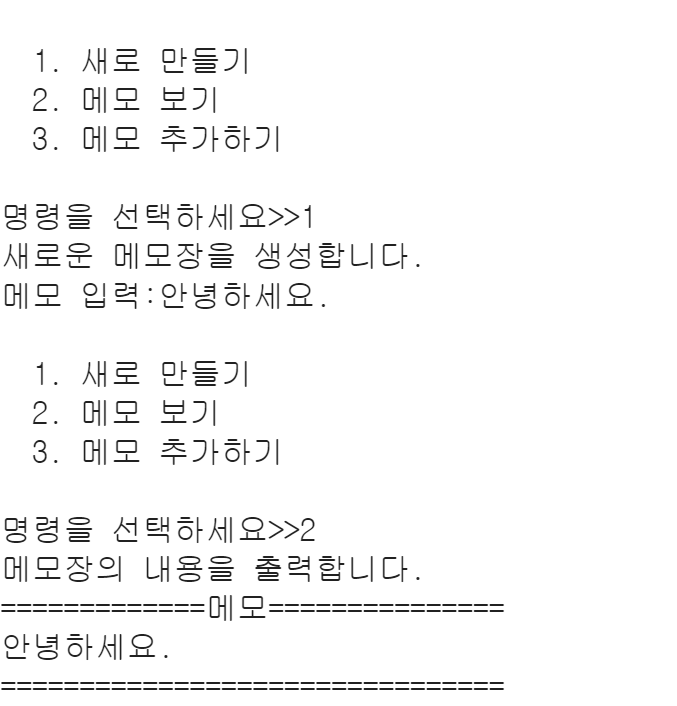 1. 새로 만들기
2. 메모 보기
3. 메모 추가하기
명령을 선택하세요>>1
새로운 메모장을 생성합니다.
메모 입력:안녕하세요.
1. 새로 만들기
2. 메모 보기
3. 메모 추가하기
명령을 선택하세요>>2
메모장의 내용을 출력합니다.
=============메모===============
안녕하세요.
================================